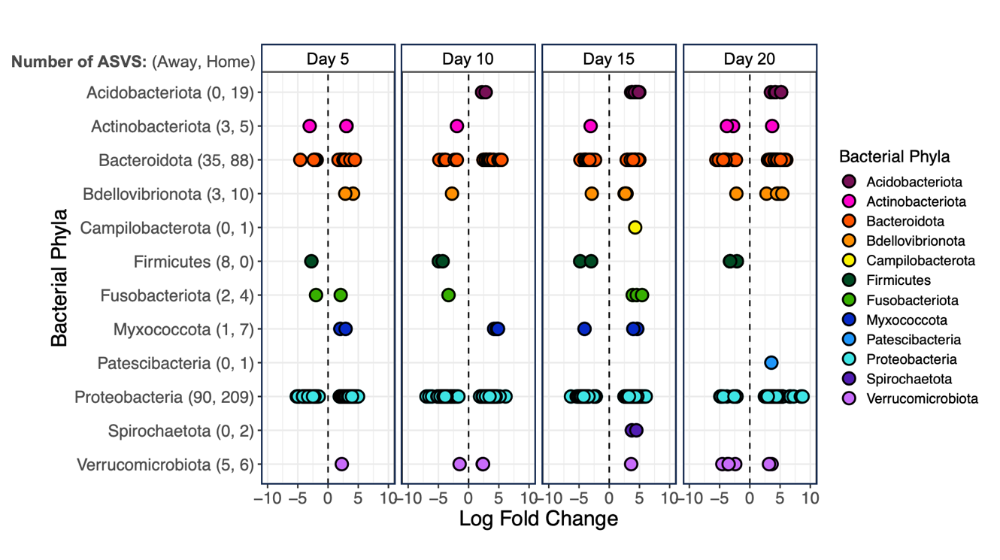 Number of ASVS: (Away, Home)
Day 5
Day 10
Day 15
Day 20
Acidobacteriota (0, 19)
Actinobacteriota (3, 5)
Bacteroidota (35, 88)
Bdellovibrionota (3, 10)
Campilobacterota (0, 1)
Firmicutes (8, 0)
Fusobacteriota (2, 4)
Myxococcota (1, 7)
Patescibacteria (0, 1)
Proteobacteria (90, 209)
Spirochaetota (0, 2)
Verrucomicrobiota (5, 6)
Bacterial Phyla
−10 −5 0 5 10
−10 −5 0 5 10
−10 −5 0 5 10
−10 −5 0 5 10
Log Fold Change
Bacterial Phyla
Acidobacteriota
Actinobacteriota
Bacteroidota
Bdellovibrionota
Campilobacterota
Firmicutes
Fusobacteriota
Myxococcota
Patescibacteria
Proteobacteria
Spirochaetota
Verrucomicrobiota